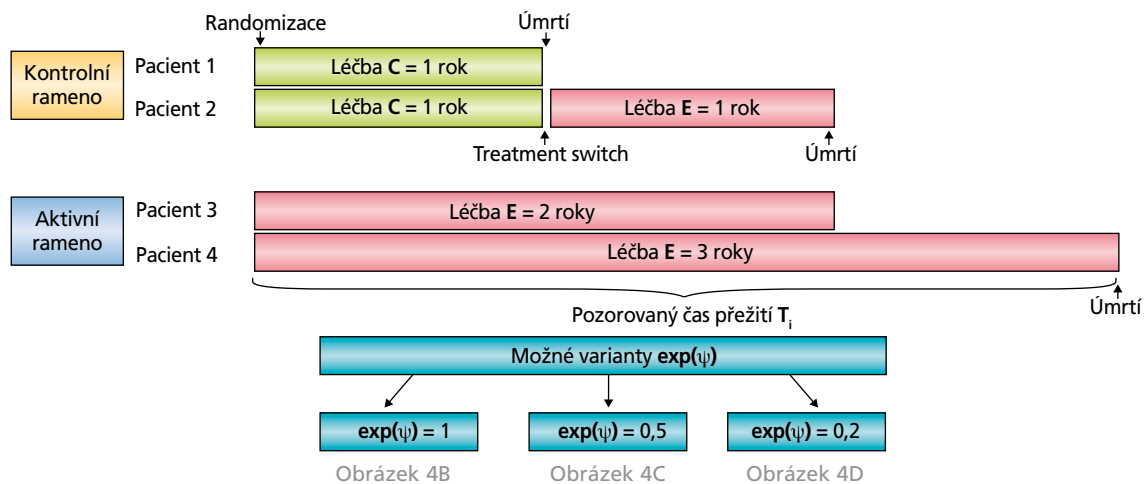 Randomizace
Úmrtí
Kontrolní
rameno
Pacient 1
Léčba C = 1 rok
Pacient 2
Léčba C = 1 rok
Léčba E = 1 rok
Treatment switch
Úmrtí
Aktivní
rameno
Pacient 3
Léčba E = 2 roky
Pacient 4
Léčba E = 3 roky
Úmrtí
Pozorovaný čas přežití Ti
Možné varianty exp(ψ)
exp(ψ) = 1
exp(ψ) = 0,5
exp(ψ) = 0,2
Obrázek 4B
Obrázek 4C
Obrázek 4D